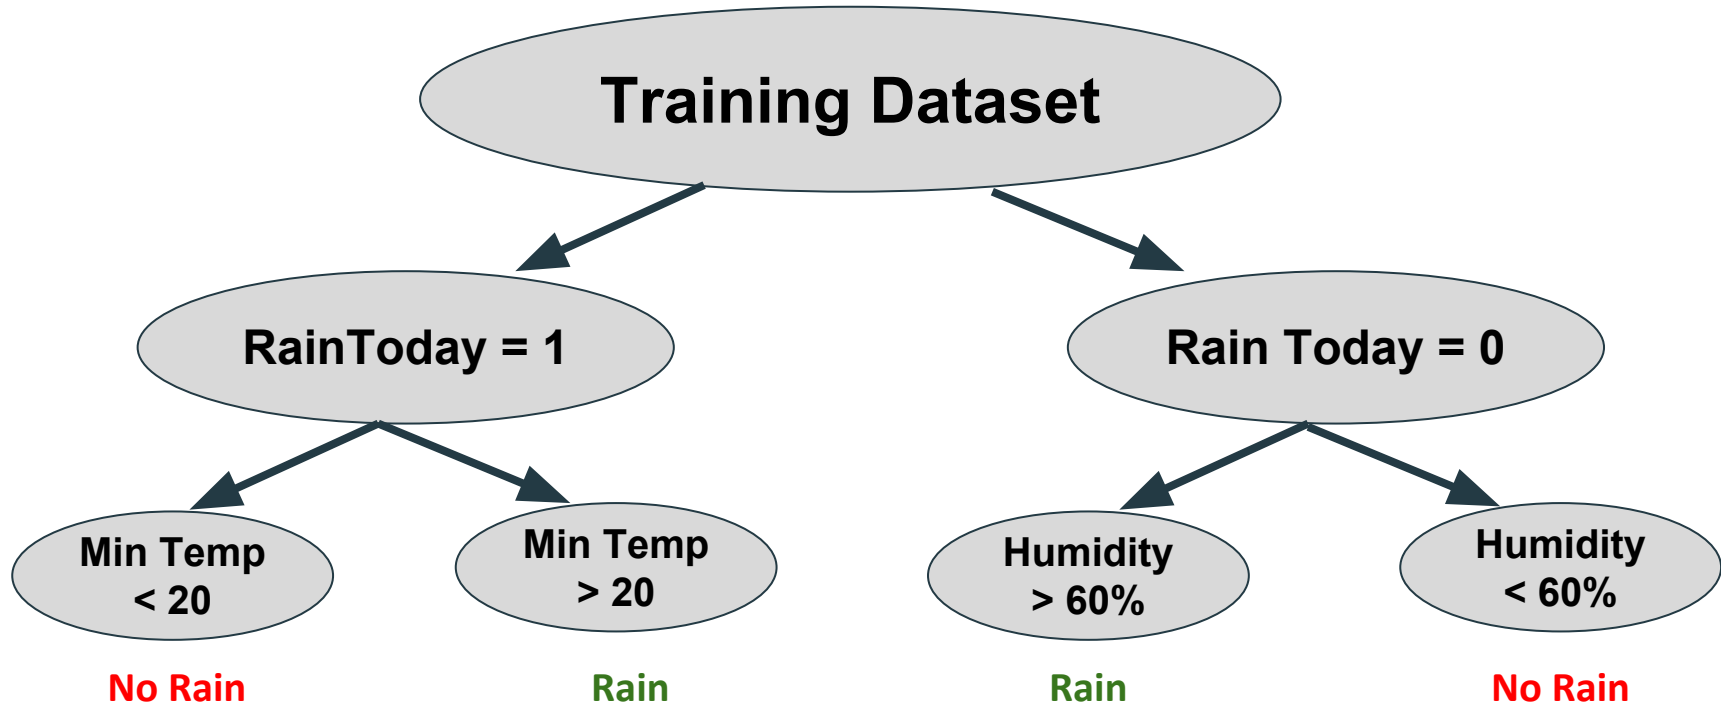 Training Dataset
RainToday = 1
Rain Today = 0
Min Temp
< 20
Min Temp
> 20
Humidity
> 60%
Humidity
< 60%
No Rain
Rain
Rain
No Rain